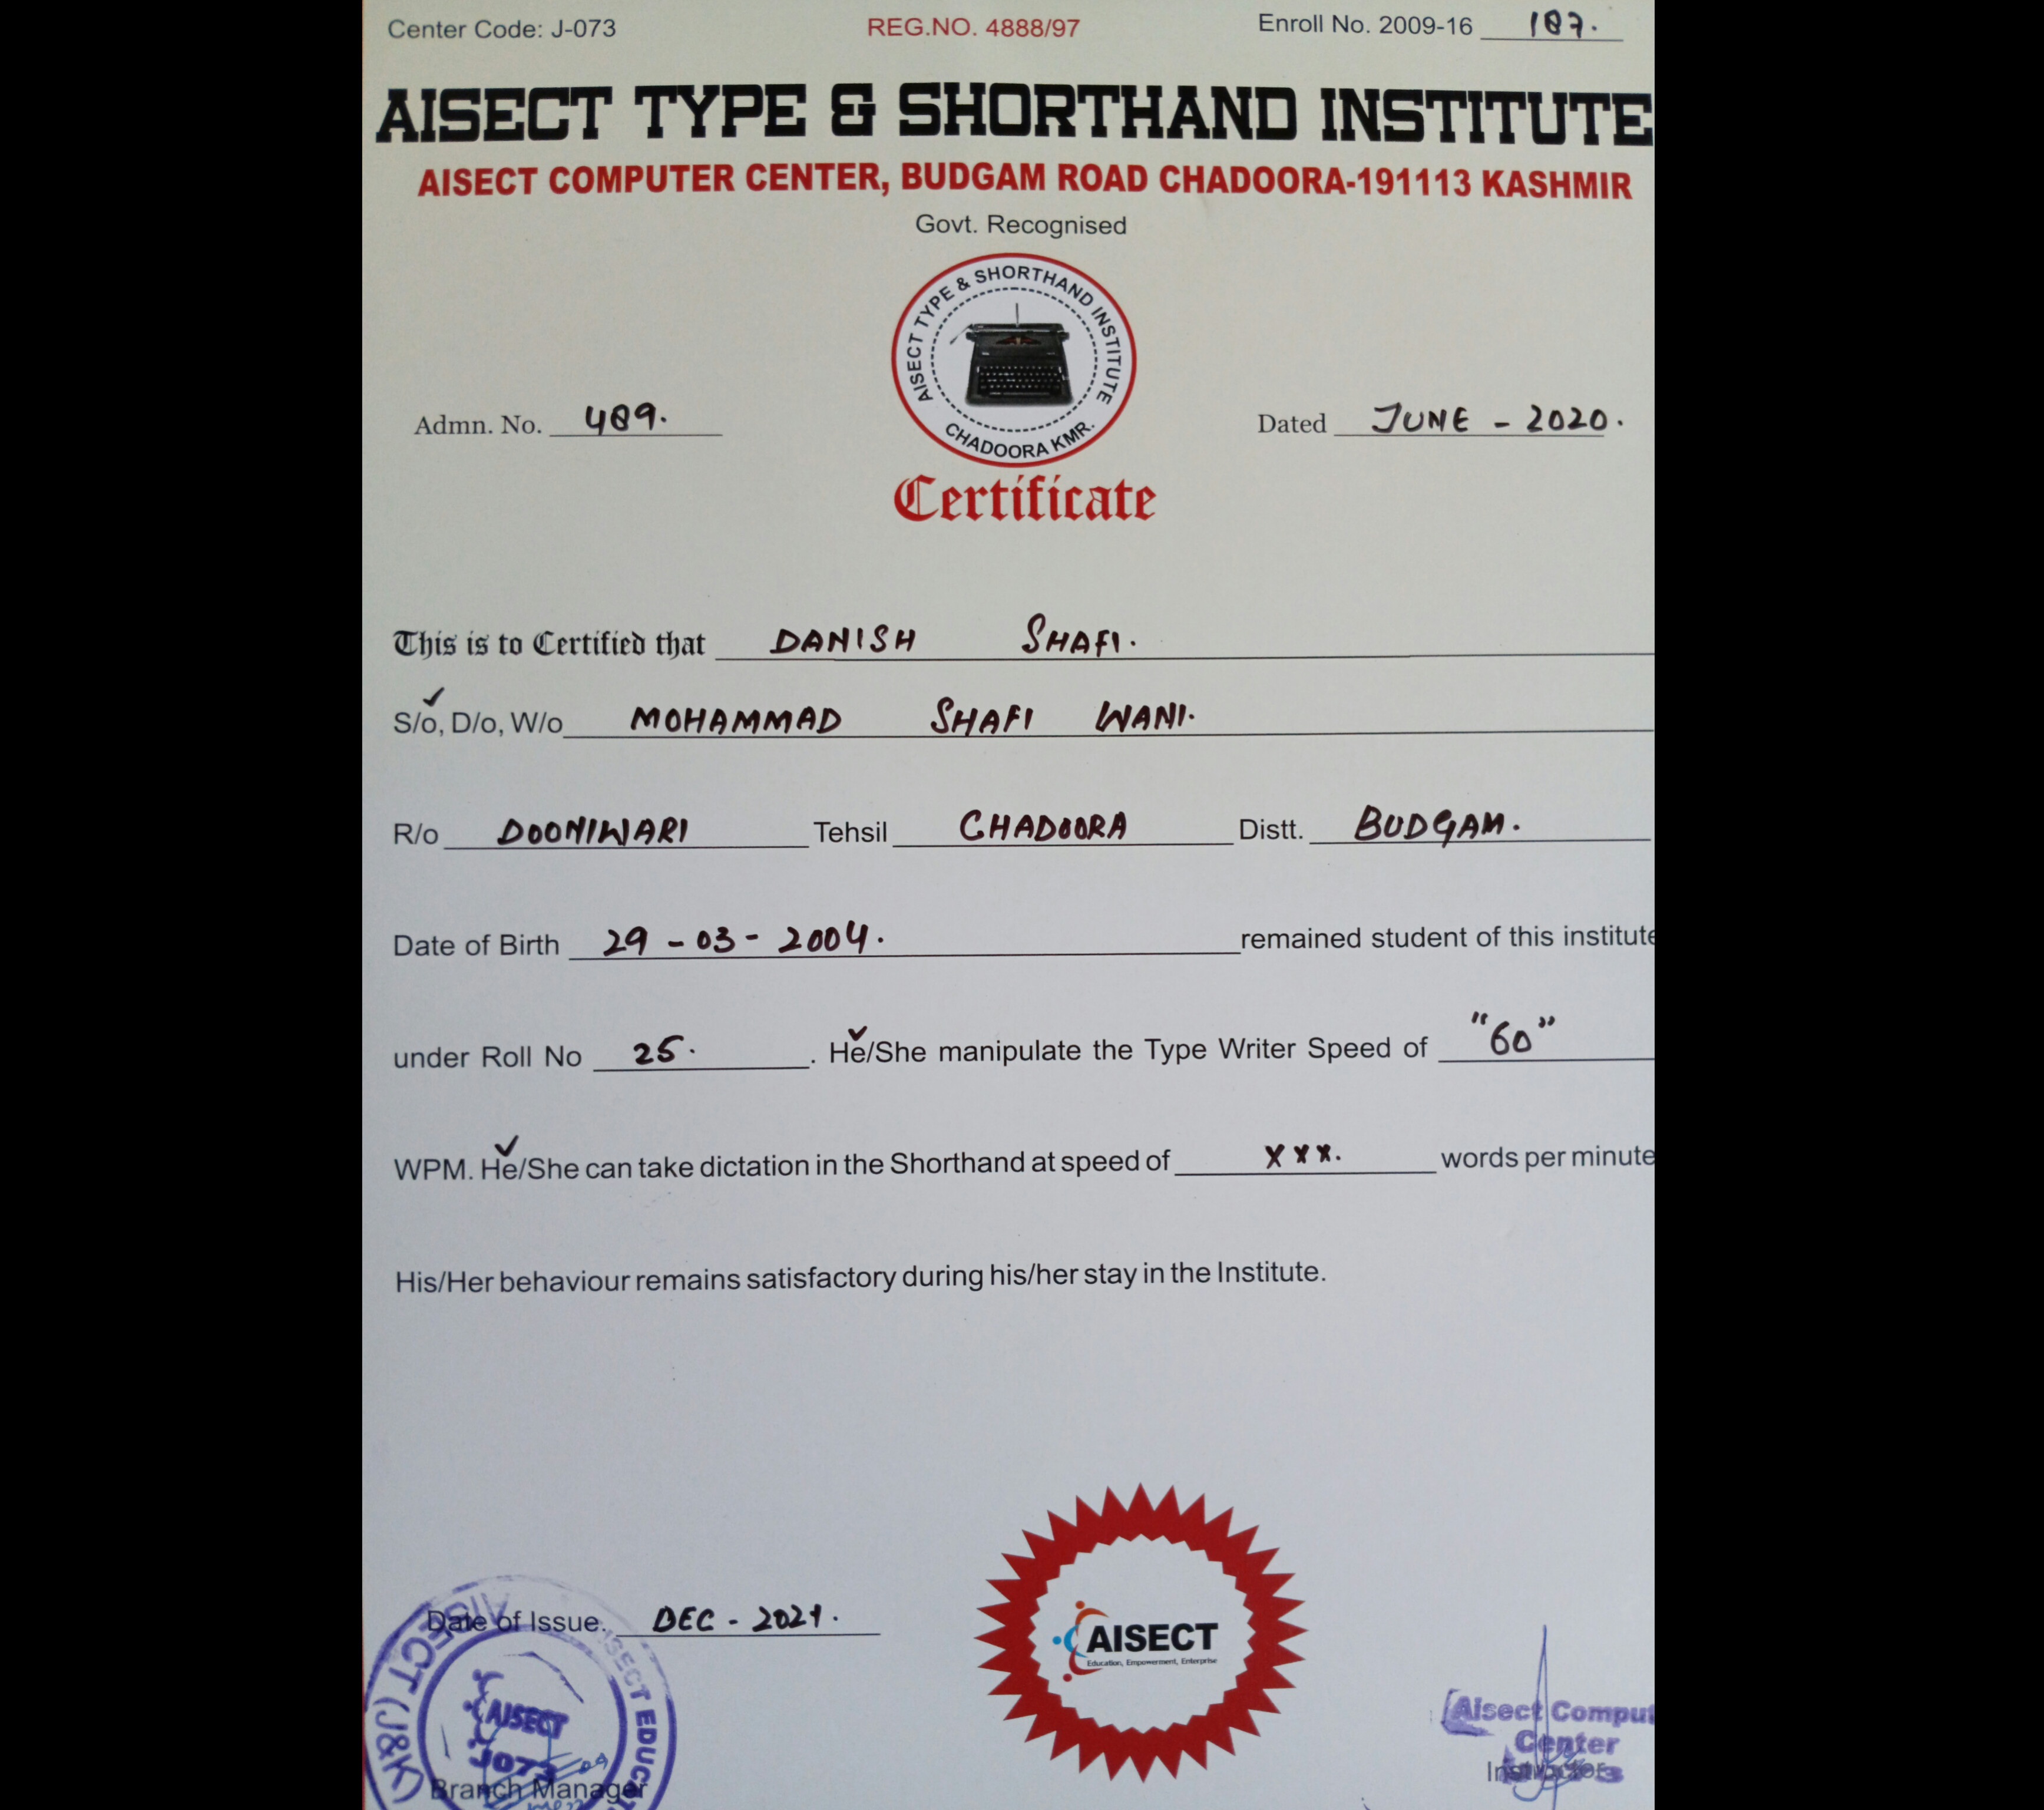 Center Code: J-073 REG.NO. 4888/97 Enroll No. 2009-16 187.
AISECT TYPE & SHORTHAND INSTITUTE
AISECT COMPUTER CENTER, BUDGAM ROAD CHADOORA-191113 KASHMIR
Govt. Recognised
AISECT TYPE & SHORTHAND INSTITUTE
CHADOORA KMR.
Admn. No. 489. Dated JUNE - 2020.
Certificate
This is to Certified that DANISH SHAFI.
S/o, D/o, W/o MOHAMMAD SHAFI WANI.
R/o DOONIWARI Tehsil CHADOORA Distt. BUDGAM.
Date of Birth 29-03-2004. remained student of this institute
under Roll No 25. . He/She manipulate the Type Writer Speed of "60"
WPM. He/She can take dictation in the Shorthand at speed of xxx. words per minute
His/Her behaviour remains satisfactory during his/her stay in the Institute.
Date of Issue. DEC - 2021.
AISECT
Education, Empowerment, Enterprise
AISECT (J&K)
AISECT
J073
Branch Manager
Aisect Comput
Center
Instructor